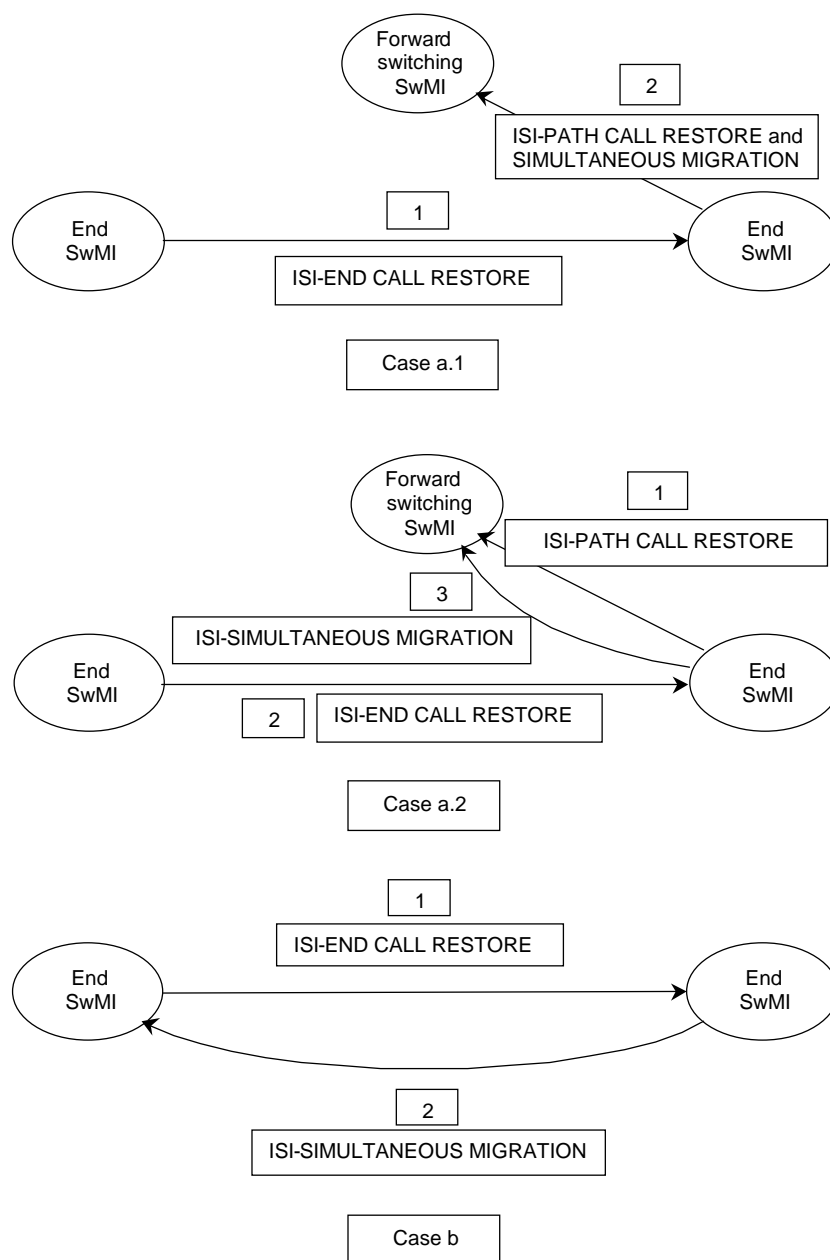 Forward
switching
SwMI
2
ISI-PATH CALL RESTORE and
SIMULTANEOUS MIGRATION
1
End
SwMI
End
SwMI
ISI-END CALL RESTORE
Case a.1
Forward
switching
SwMI
1
ISI-PATH CALL RESTORE
3
ISI-SIMULTANEOUS MIGRATION
End
SwMI
End
SwMI
2
ISI-END CALL RESTORE
Case a.2
1
ISI-END CALL RESTORE
End
SwMI
End
SwMI
2
ISI-SIMULTANEOUS MIGRATION
Case b